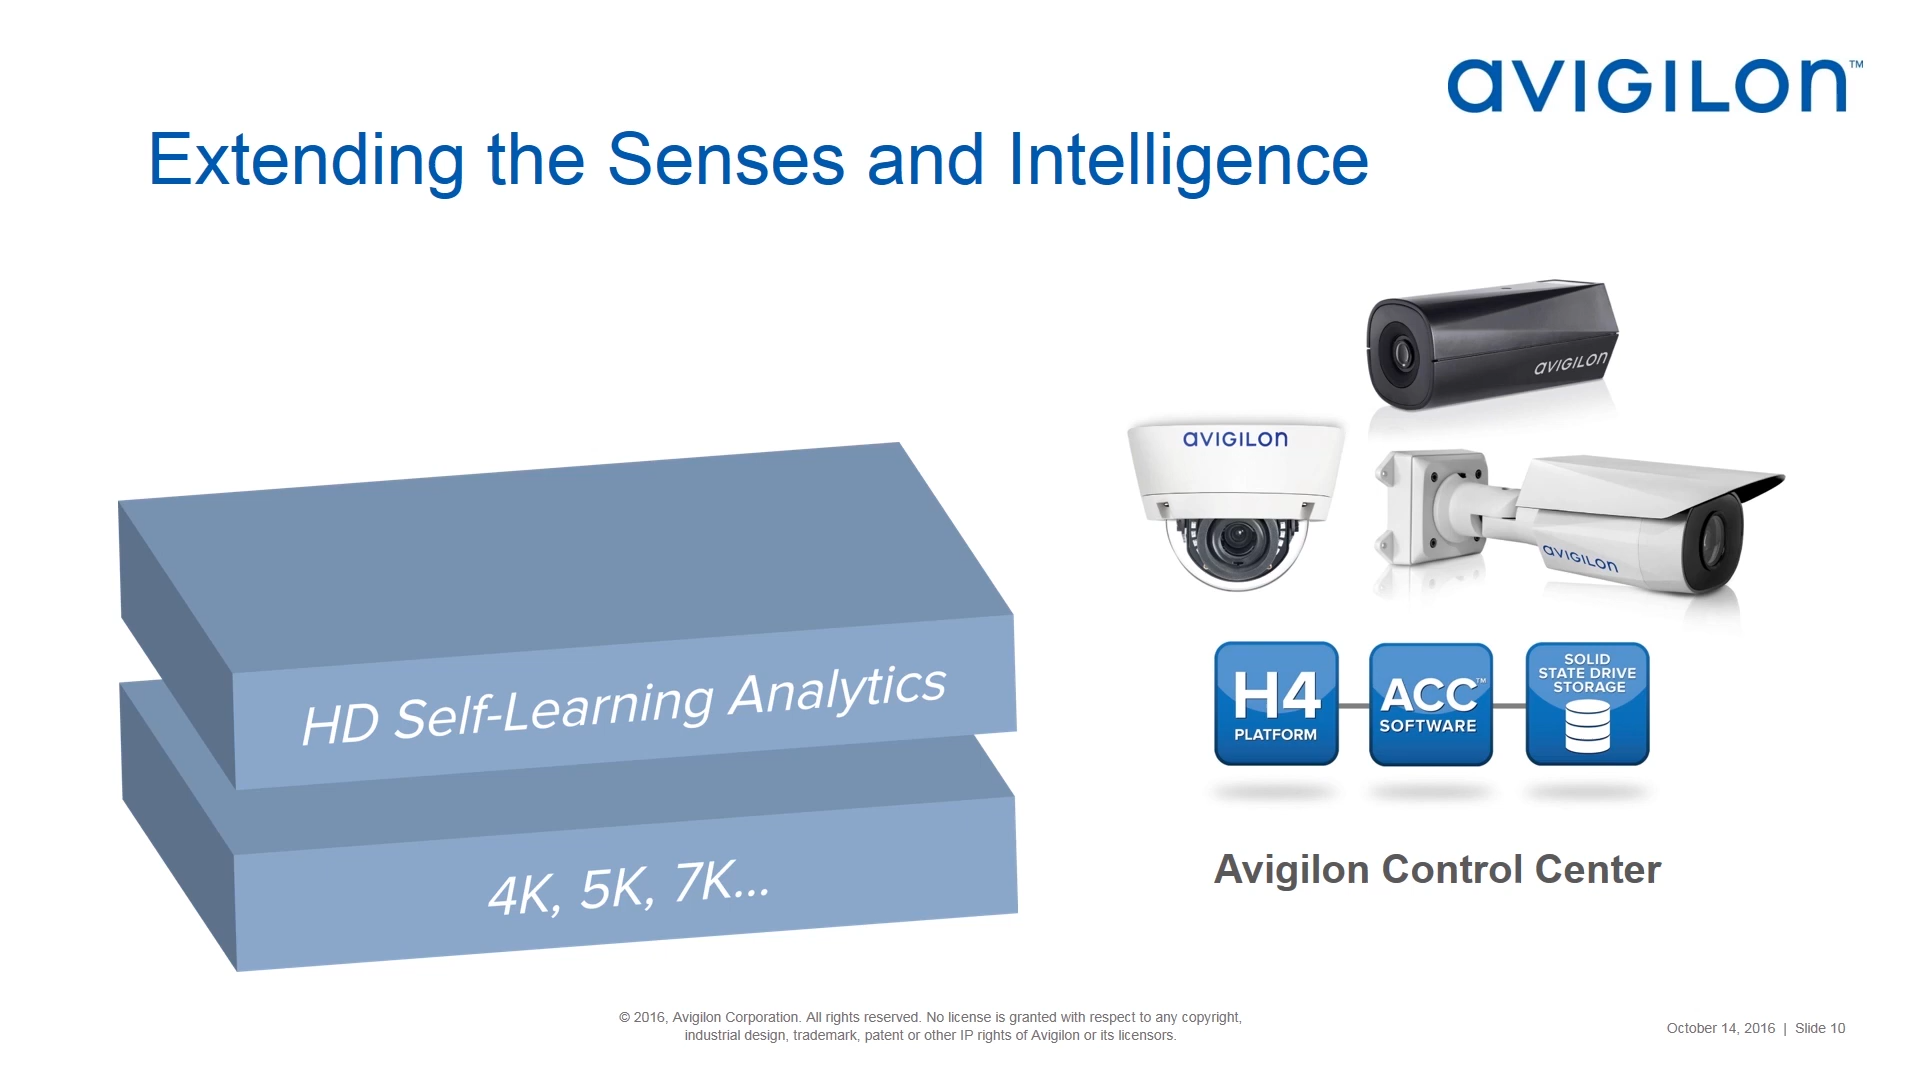 aVIGILon™
Extending the Senses and Intelligence
aVIGILon
aVIGILon
aVIGILon
HD Self-Learning Analytics
4K, 5K, 7K...
H4
PLATFORM
ACC™
SOFTWARE
SOLID
STATE DRIVE
STORAGE
Avigilon Control Center
© 2016, Avigilon Corporation. All rights reserved. No license is granted with respect to any copyright,
industrial design, trademark, patent or other IP rights of Avigilon or its licensors.
October 14, 2016 | Slide 10